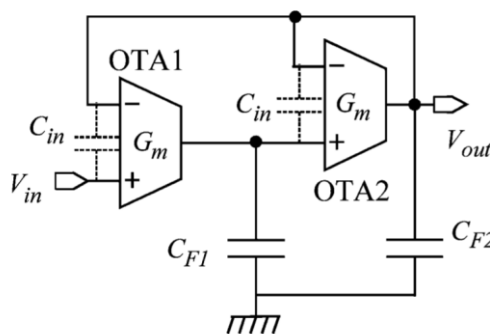 OTA1
C_in
G_m
−
+
V_in
C_in
G_m
−
+
OTA2
V_out
C_F1
C_F2